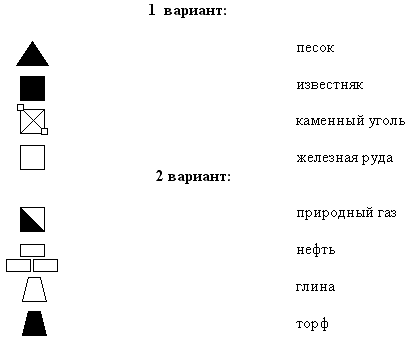 1 вариант:
песок
известняк
каменный уголь
железная руда
2 вариант:
природный газ
нефть
глина
торф